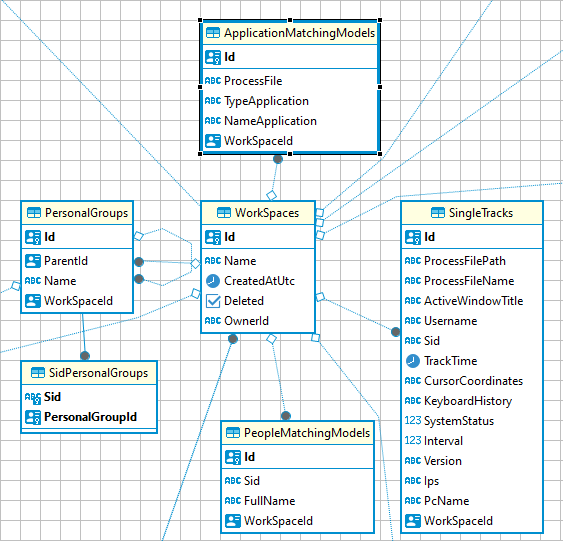 ApplicationMatchingModels
Id
ABC ProcessFile
ABC TypeApplication
ABC NameApplication
WorkSpaceId
PersonalGroups
Id
ParentId
ABC Name
WorkSpaceId
WorkSpaces
Id
ABC Name
CreatedAtUtc
Deleted
ABC OwnerId
SingleTracks
Id
ABC ProcessFilePath
ABC ProcessFileName
ABC ActiveWindowTitle
ABC Username
ABC Sid
TrackTime
ABC CursorCoordinates
ABC KeyboardHistory
123 SystemStatus
123 Interval
ABC Version
ABC Ips
ABC PcName
WorkSpaceId
SidPersonalGroups
ABC Sid
PersonalGroupId
PeopleMatchingModels
Id
ABC Sid
ABC FullName
WorkSpaceId